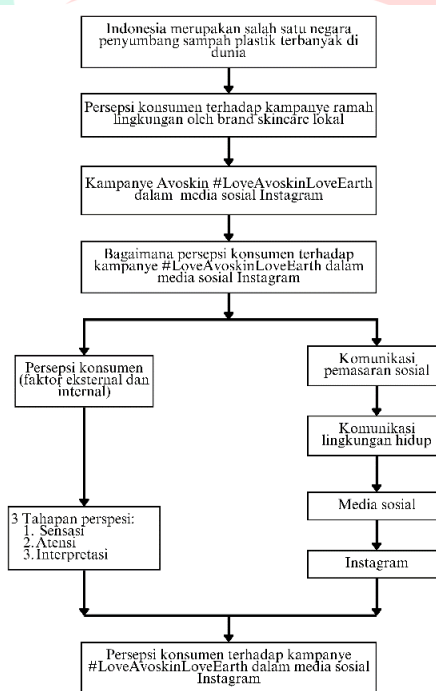 Indonesia merupakan salah satu negara
penyumbang sampah plastik terbanyak di
dunia
Persepsi konsumen terhadap kampanye ramah
lingkungan oleh brand skincare lokal
Kampanye Avoskin #LoveAvoskinLoveEarth
dalam media sosial Instagram
Bagaimana persepsi konsumen terhadap
kampanye #LoveAvoskinLoveEarth dalam
media sosial Instagram
Persepsi konsumen
(faktor eksternal dan
internal)
3 Tahapan perspesi:
1. Sensasi
2. Atensi
3. Interpretasi
Komunikasi
pemasaran sosial
Komunikasi
lingkungan hidup
Media sosial
Instagram
Persepsi konsumen terhadap kampanye
#LoveAvoskinLoveEarth dalam media sosial
Instagram